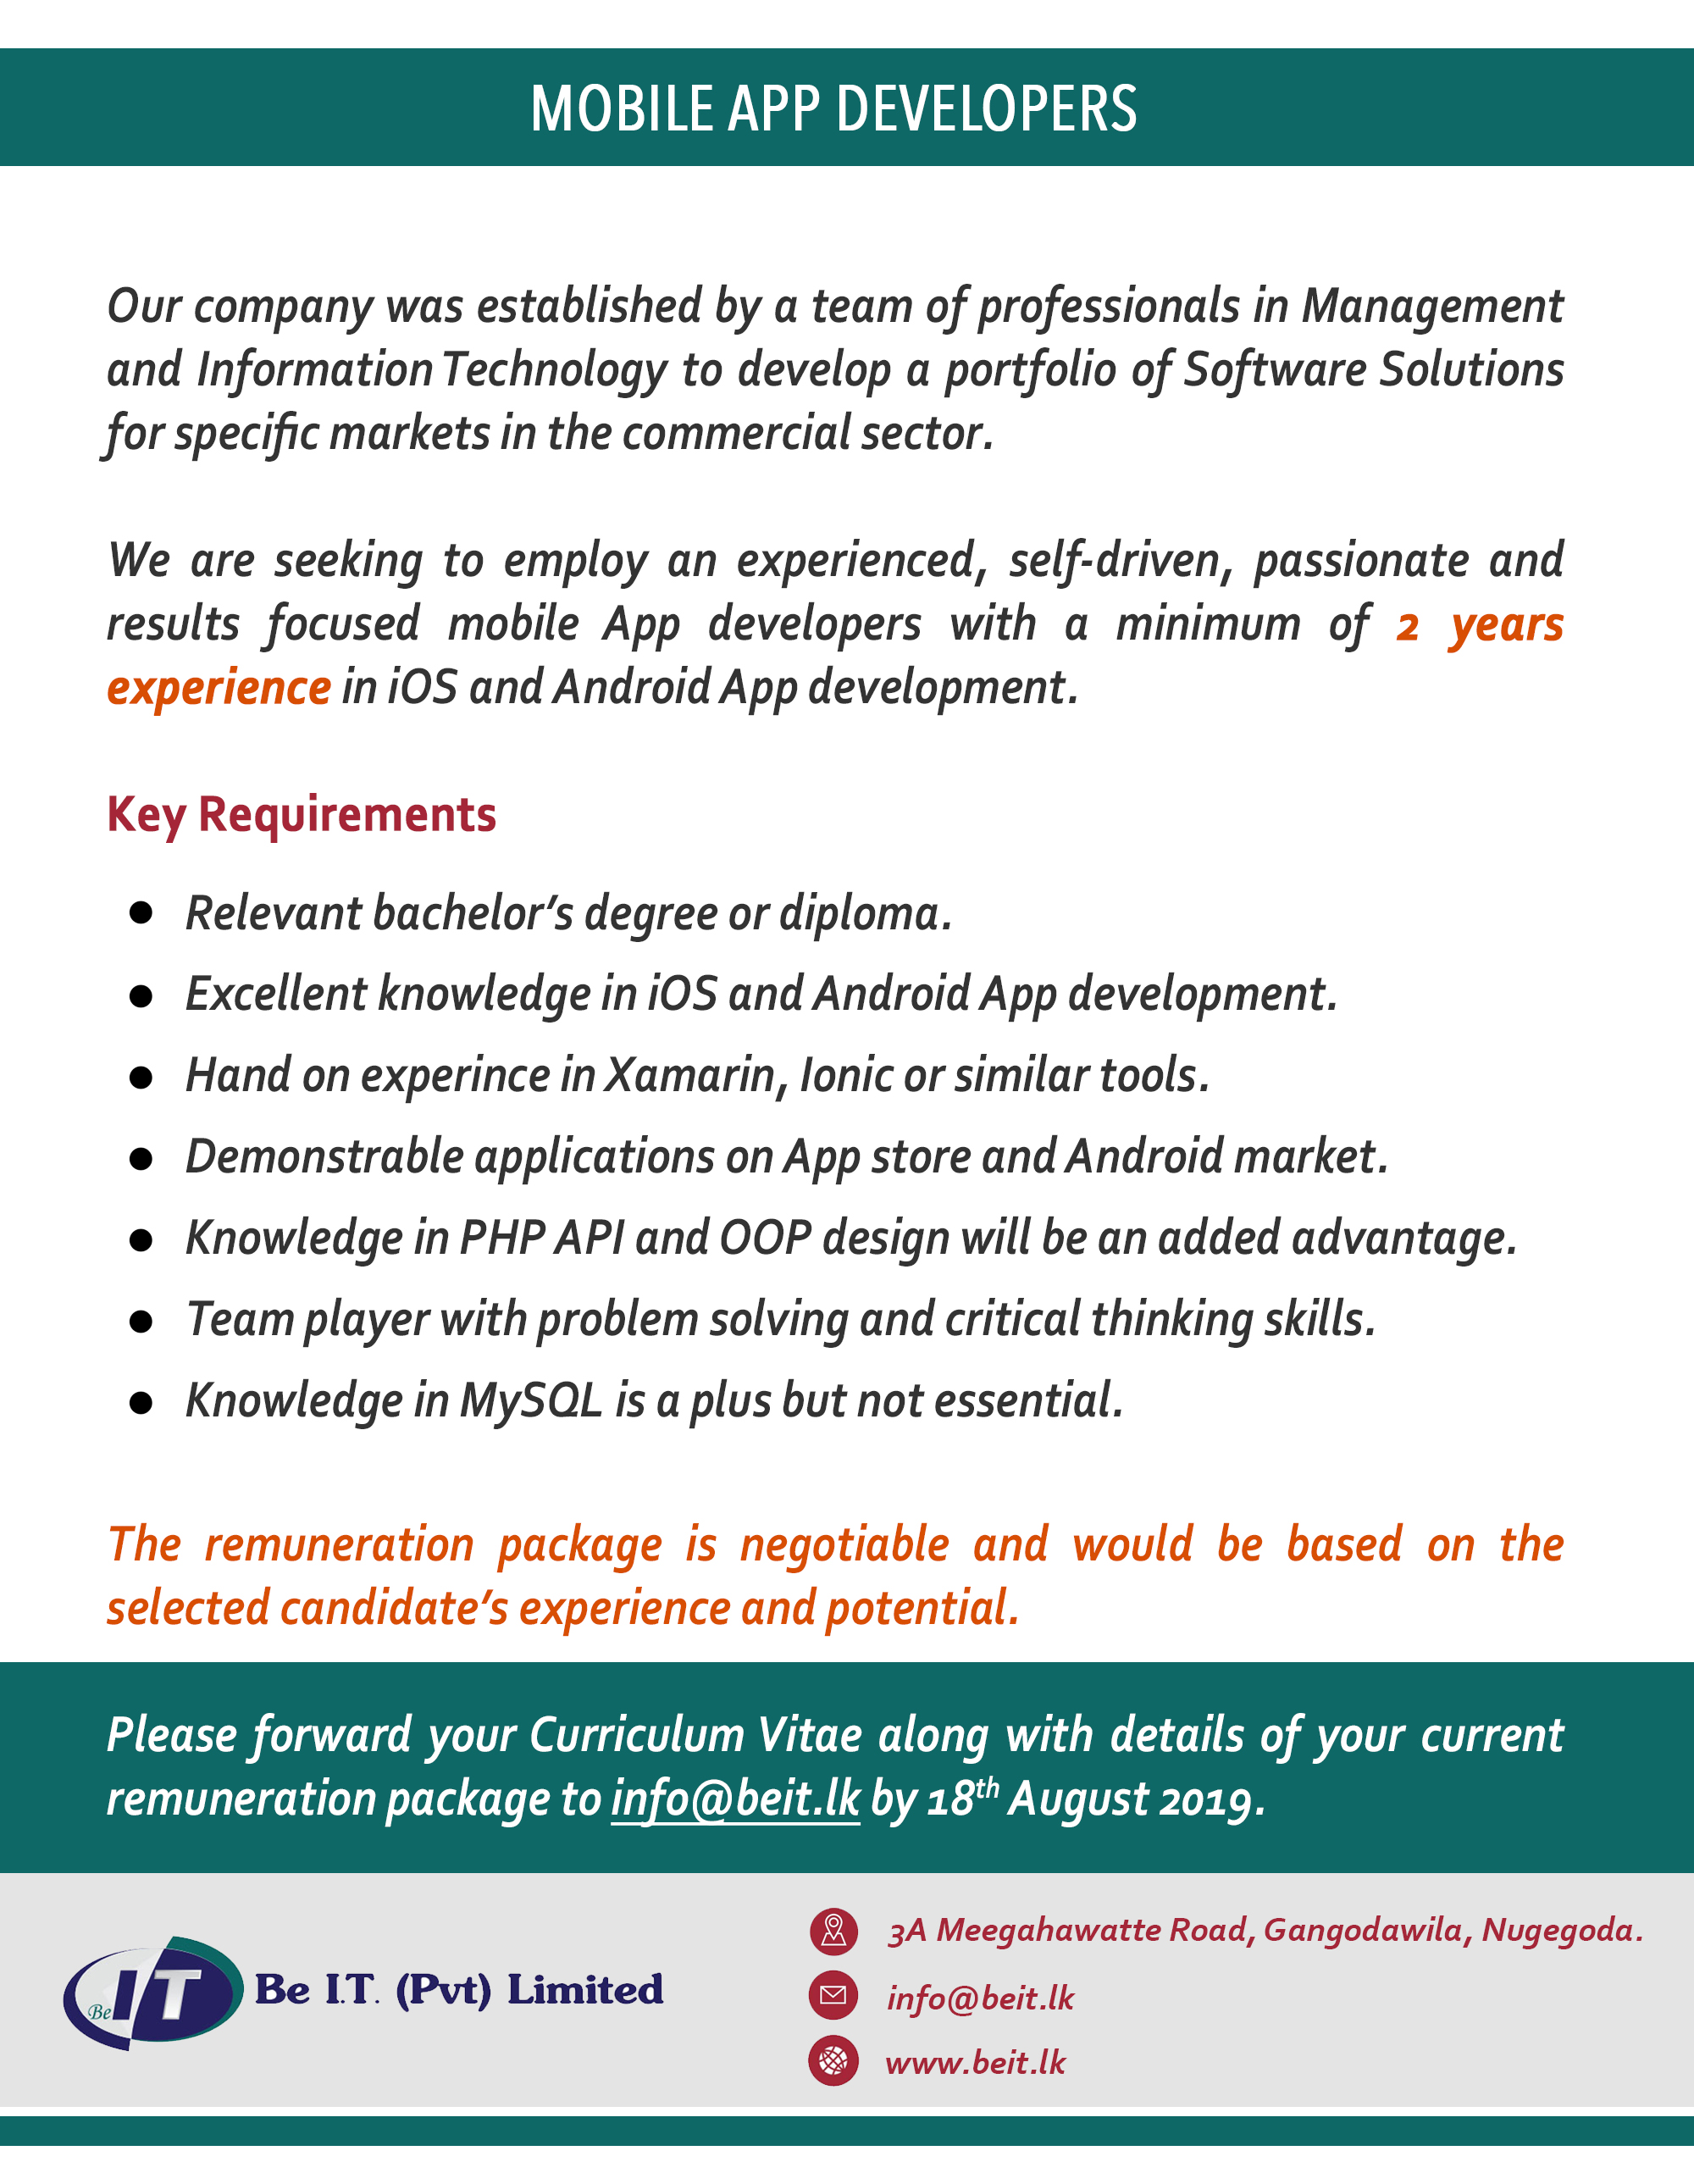 MOBILE APP DEVELOPERS
Our company was established by a team of professionals in Management
and Information Technology to develop a portfolio of Software Solutions
for specific markets in the commercial sector.
We are seeking to employ an experienced, self-driven, passionate and
results focused mobile App developers with a minimum of 2 years
experience in iOS and Android App development.
Key Requirements
● Relevant bachelor’s degree or diploma.
● Excellent knowledge in iOS and Android App development.
● Hand on experince in Xamarin, Ionic or similar tools.
● Demonstrable applications on App store and Android market.
● Knowledge in PHP API and OOP design will be an added advantage.
● Team player with problem solving and critical thinking skills.
● Knowledge in MySQL is a plus but not essential.
The remuneration package is negotiable and would be based on the
selected candidate’s experience and potential.
Please forward your Curriculum Vitae along with details of your current
remuneration package to info@beit.lk by 18th August 2019.
Be IT
Be I.T. (Pvt) Limited
3A Meegahawatte Road, Gangodawila, Nugegoda.
info@beit.lk
www.beit.lk